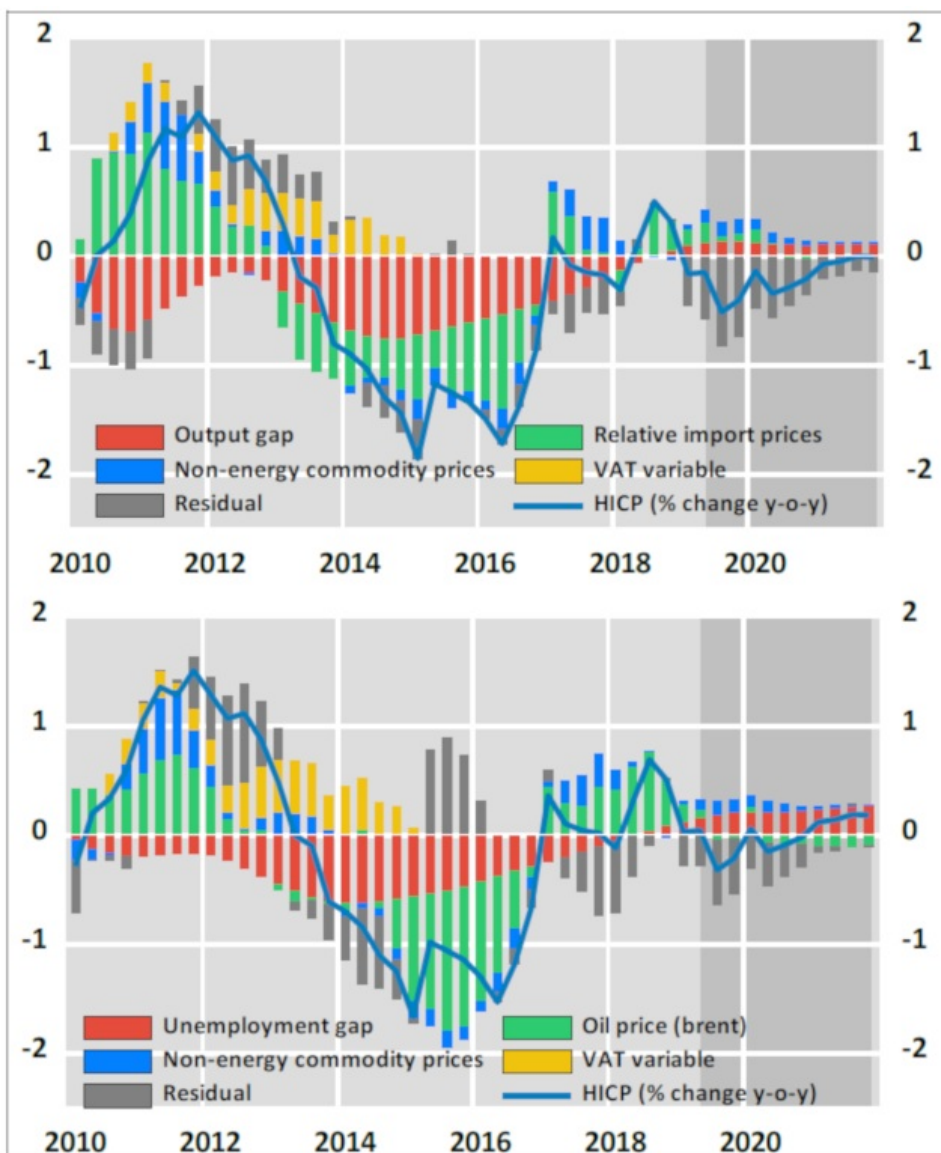 2 2
1 1
0 0
-1 -1
Output gap Relative import prices
Non-energy commodity prices VAT variable
-2 -2
Residual HICP (% change y-o-y)
2010 2012 2014 2016 2018 2020
2 2
1 1
0 0
-1 -1
Unemployment gap Oil price (brent)
Non-energy commodity prices VAT variable
-2 -2
Residual HICP (% change y-o-y)
2010 2012 2014 2016 2018 2020